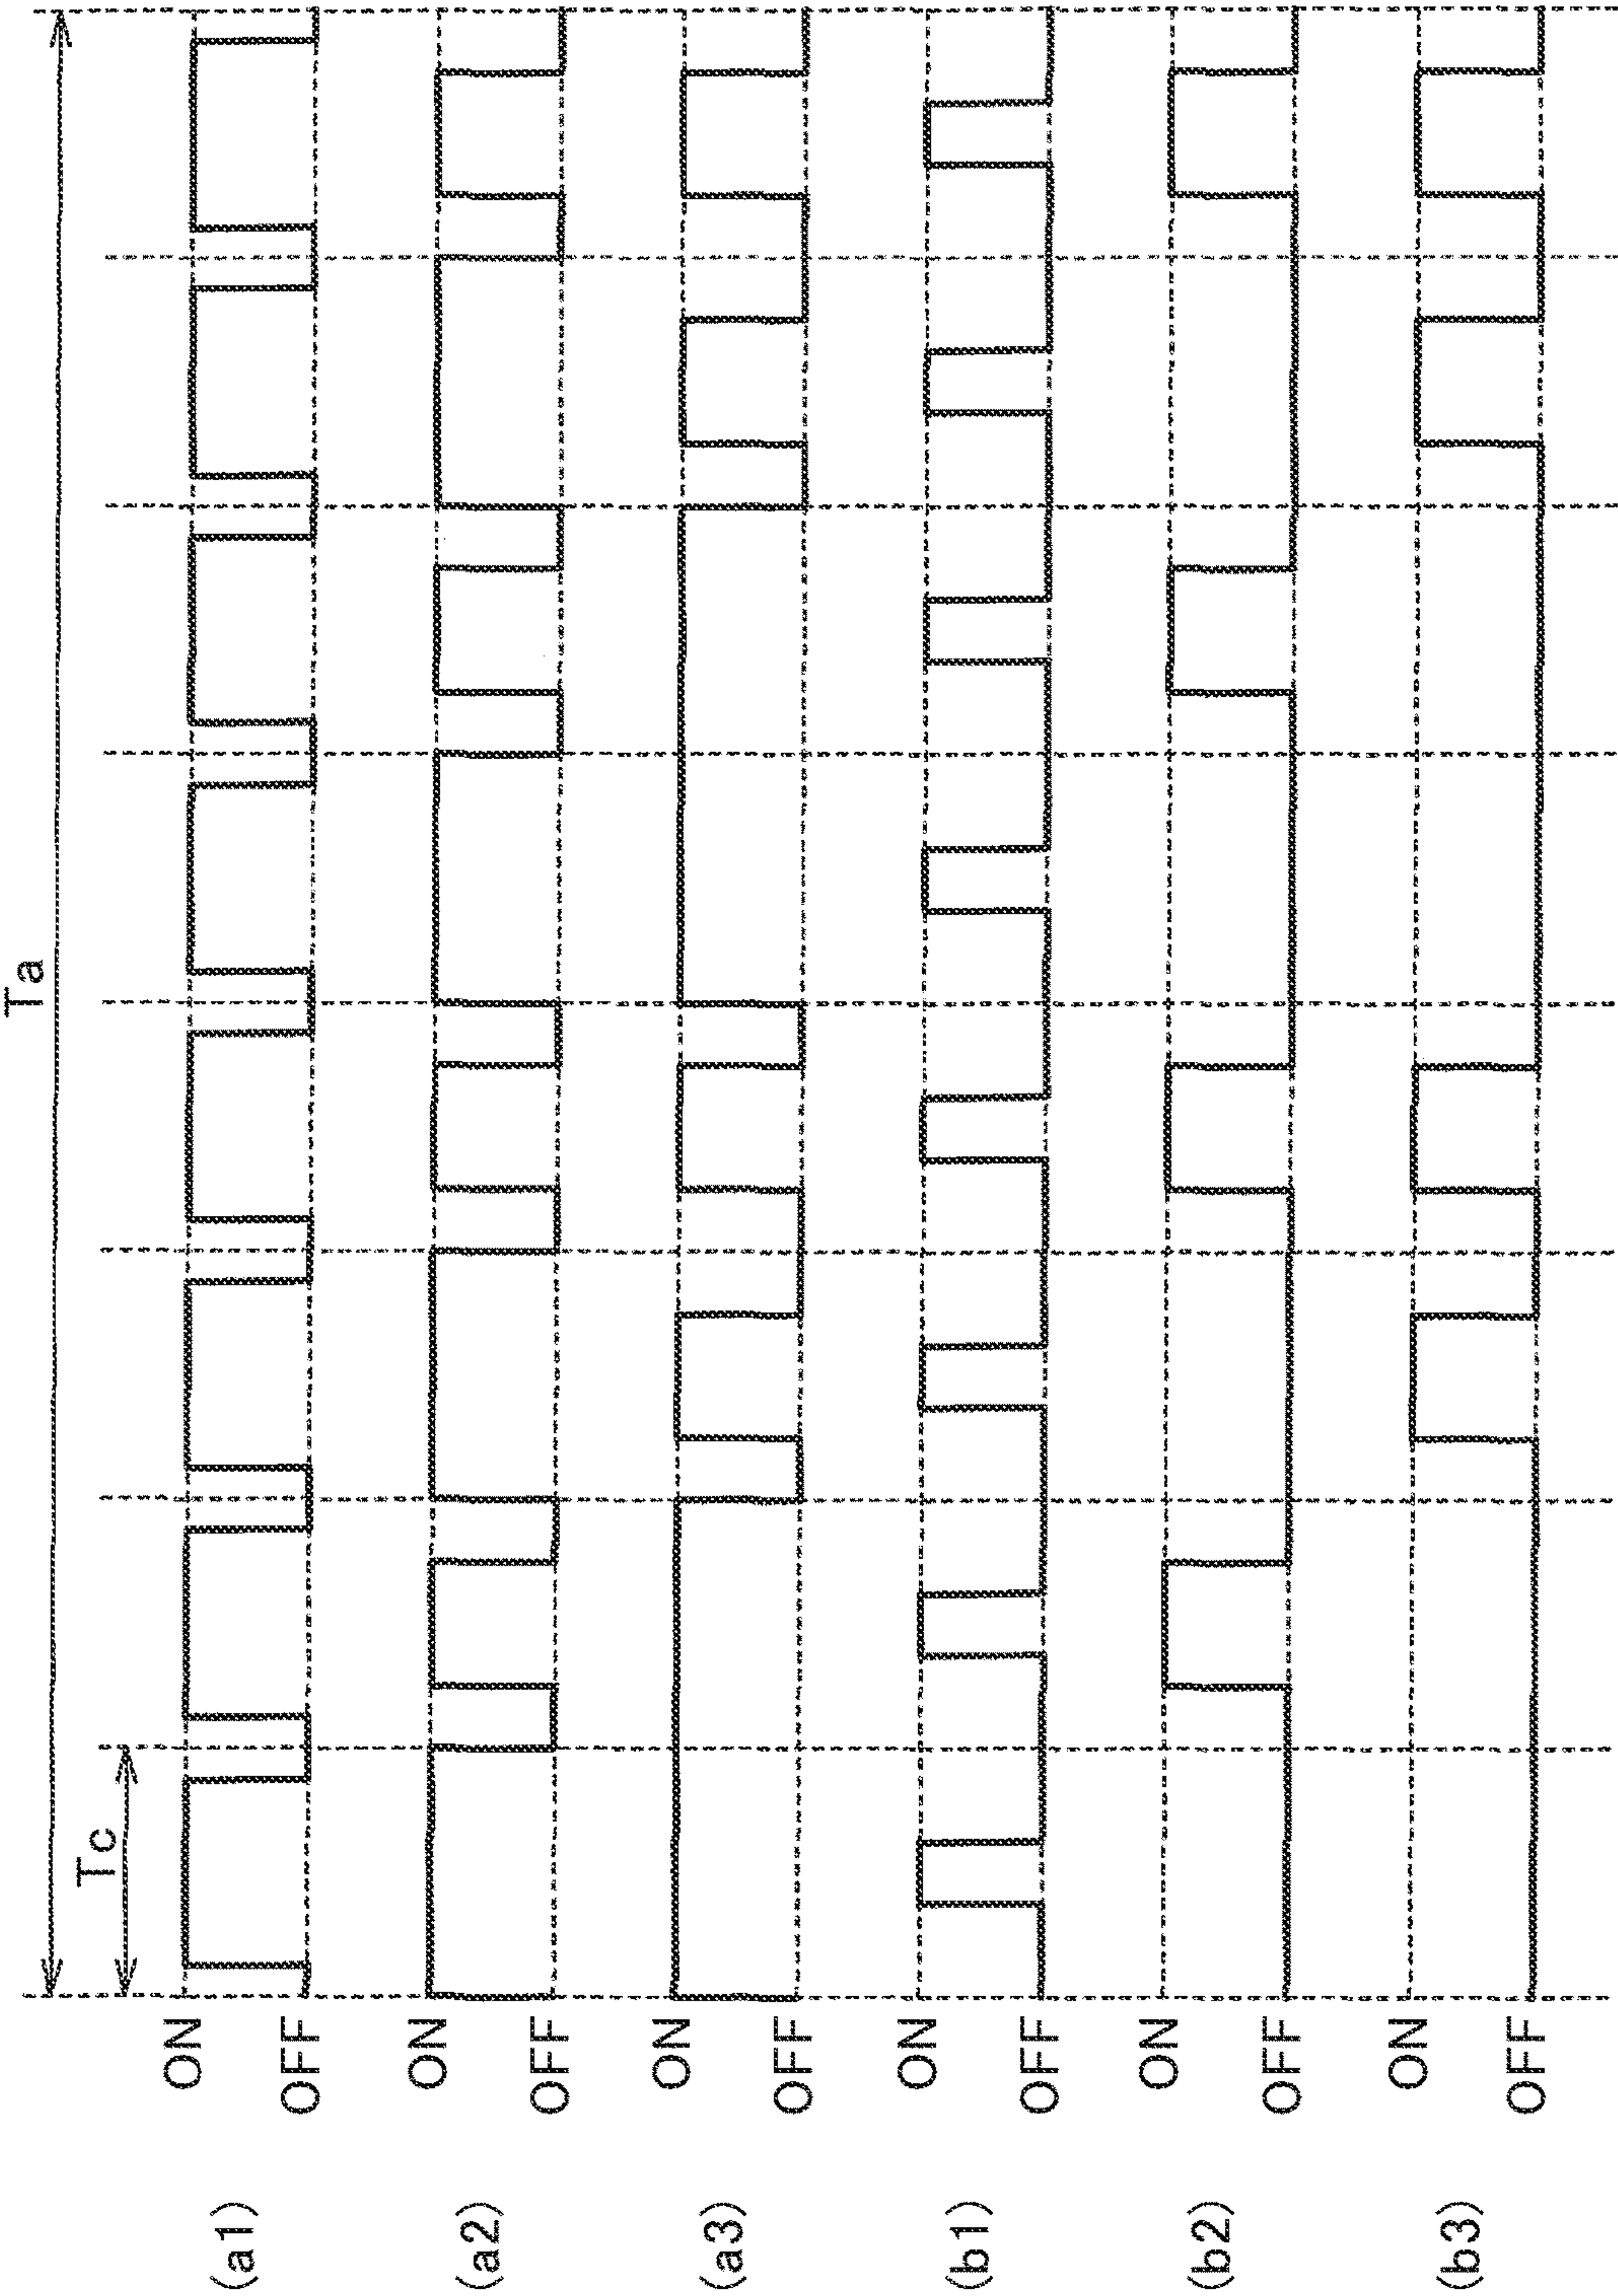 Ta
Tc
(a1) ON
OFF
(a2) ON
OFF
(a3) ON
OFF
(b1) ON
OFF
(b2) ON
OFF
(b3) ON
OFF